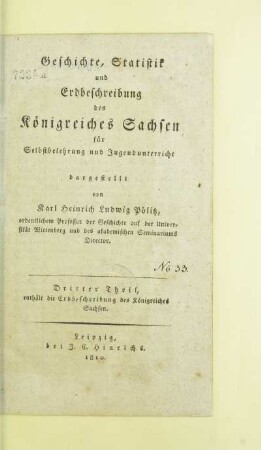 Geschichte, Statistik
und
Erdbeschreibung
des
Königreiches Sachsen
für
Selbstbelehrung und Jugendunterricht
dargestellt
von
Karl Heinrich Ludwig Pölitz,
ordentlichem Professor der Geschichte auf der Univer-
sität Wittenberg und des akademischen Seminariums
Director.
No 33.
Dritter Theil,
enthält die Erdbeschreibung des Königreiches
Sachsen.
Leipzig,
bei J. C. Hinrichs.
1810.